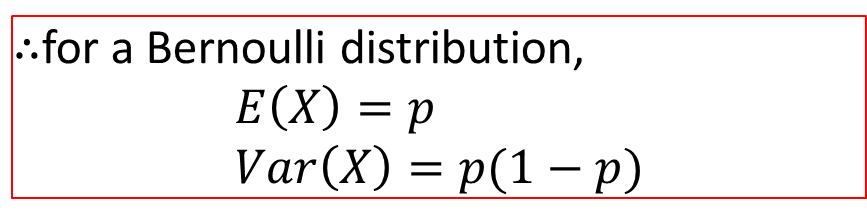 ∴for a Bernoulli distribution,
E(X) = p
Var(X) = p(1 − p)